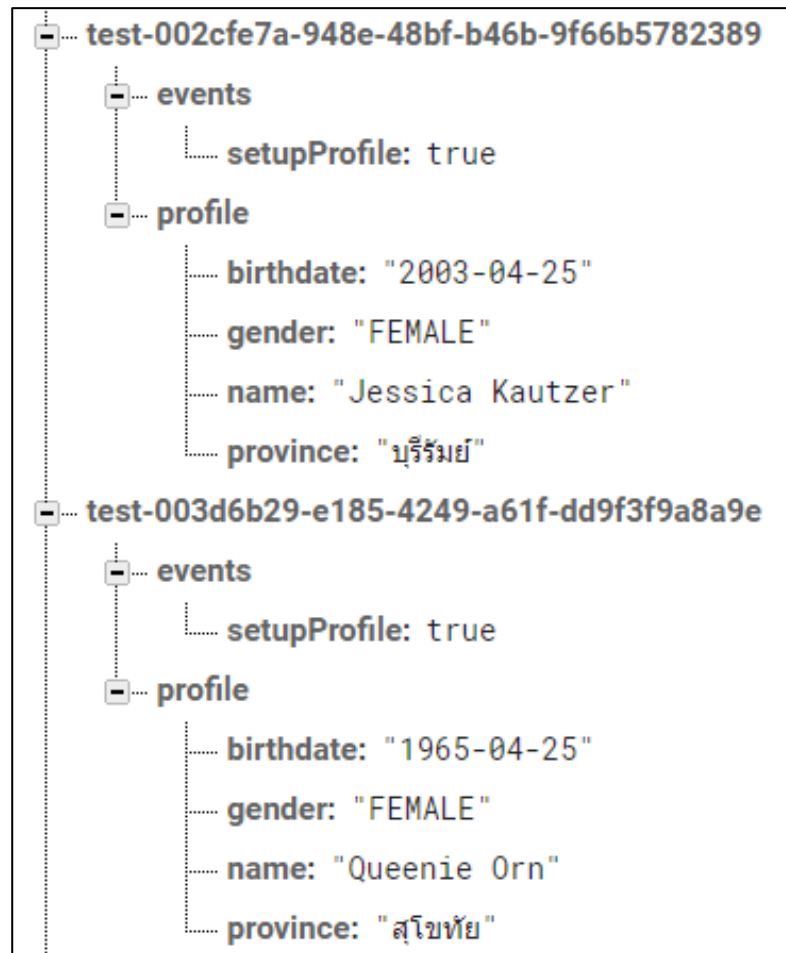 test-002cfe7a-948e-48bf-b46b-9f66b5782389
events
setupProfile: true
profile
birthdate: "2003-04-25"
gender: "FEMALE"
name: "Jessica Kautzer"
province: "บุรีรัมย์"
test-003d6b29-e185-4249-a61f-dd9f3f9a8a9e
events
setupProfile: true
profile
birthdate: "1965-04-25"
gender: "FEMALE"
name: "Queenie Orn"
province: "สุโขทัย"